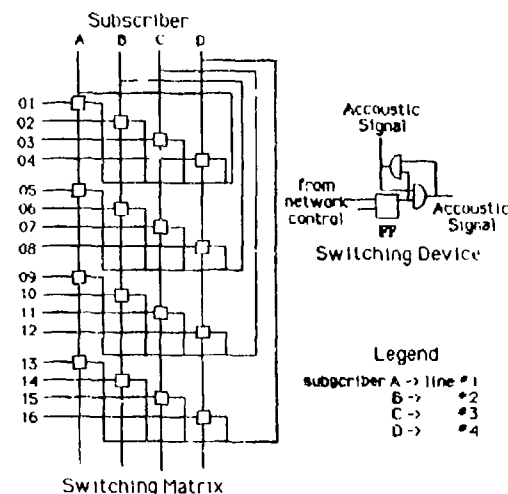 Subscriber
A B C D
01
02
03
04
05
06
07
08
09
10
11
12
13
14
15
16
Switching Matrix
Accoustic
Signal
from
network
control
FF
Accoustic
Signal
Switching Device
Legend
subscriber A -> line #1
B -> #2
C -> #3
D -> #4